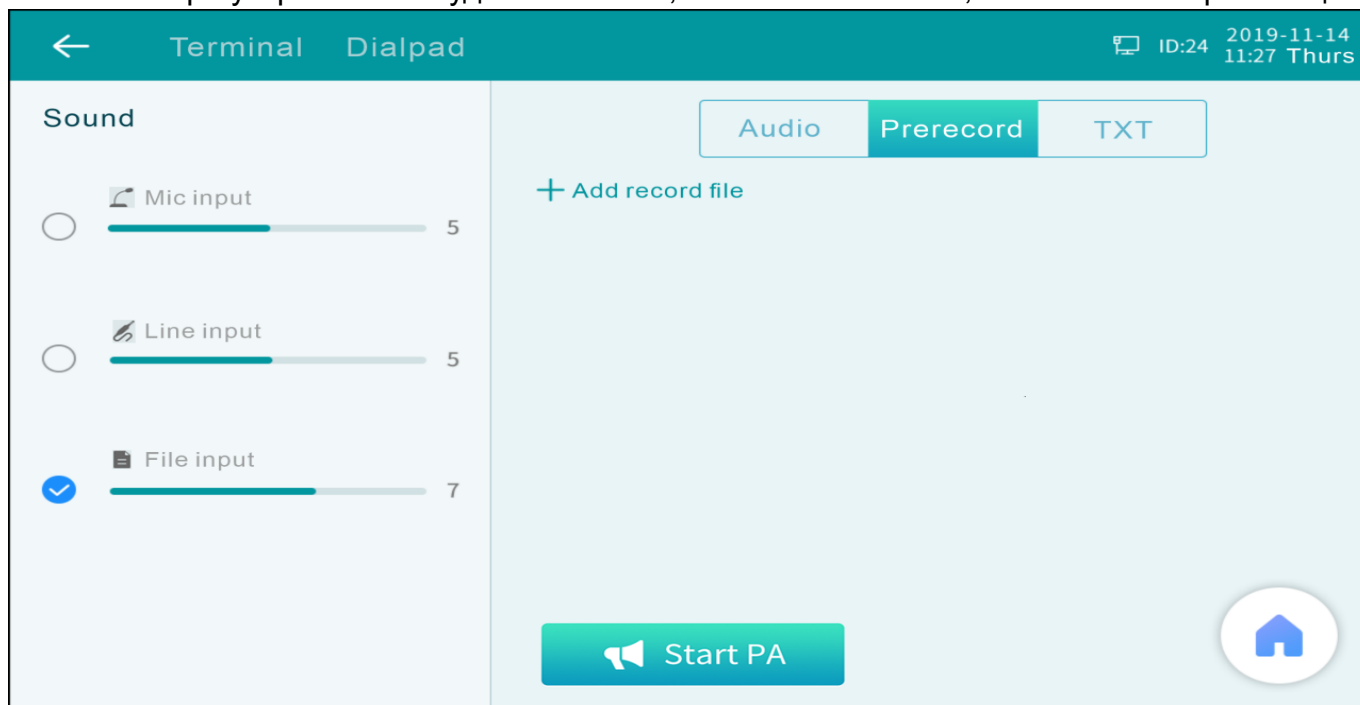 ← Terminal Dialpad
ID:24
2019-11-14
11:27 Thurs
Sound
Audio
Prerecord
TXT
Mic input
5
+ Add record file
Line input
5
File input
7
Start PA